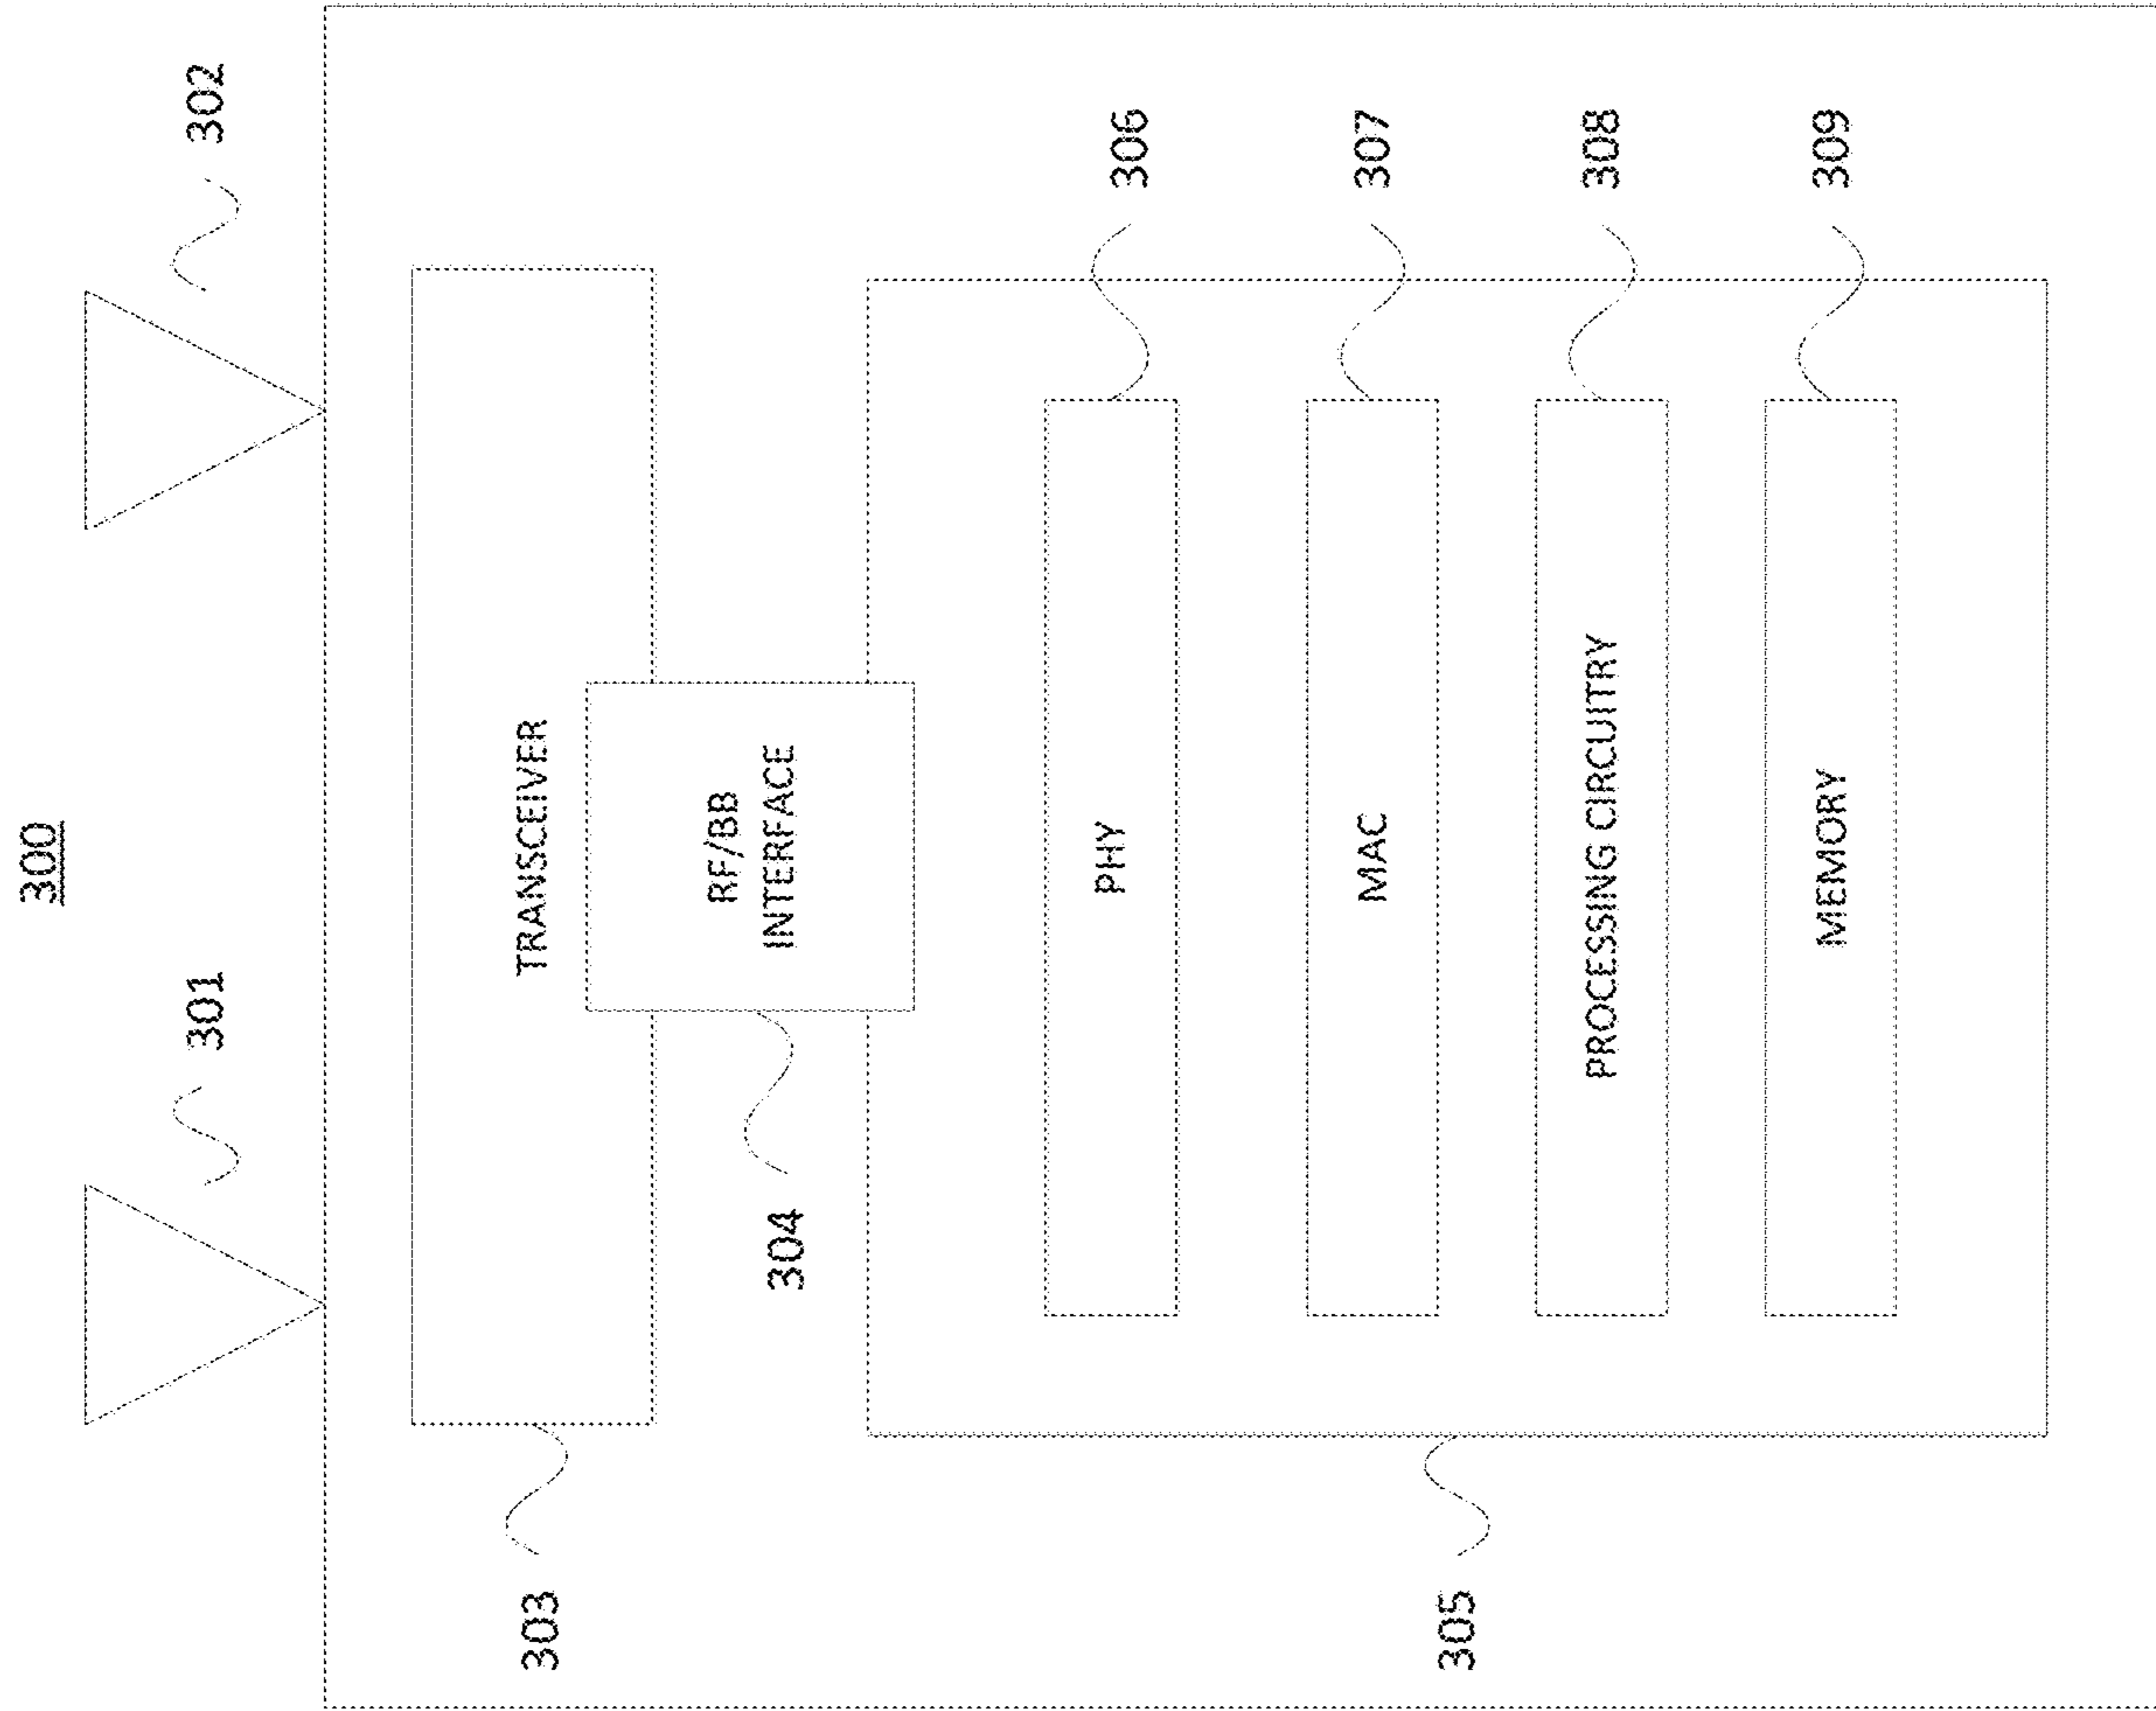 300
301
302
303
TRANSCEIVER
RF/BB
INTERFACE
304
305
PHY
306
MAC
307
PROCESSING CIRCUITRY
308
MEMORY
309